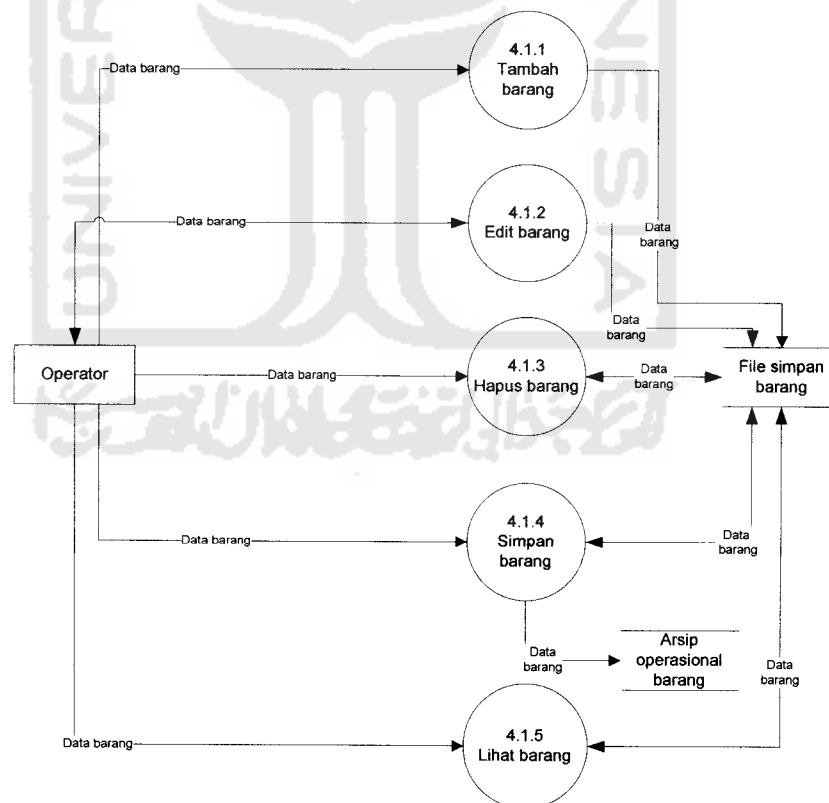 4.1.1
Tambah
barang
Data barang
4.1.2
Edit barang
Data barang
Data
barang
Data
barang
Operator
Data barang
4.1.3
Hapus barang
Data
barang
File simpan
barang
4.1.4
Simpan
barang
Data barang
Data
barang
Data
barang
Arsip
operasional
barang
Data
barang
4.1.5
Lihat barang
Data barang
UNIVER
NESIA